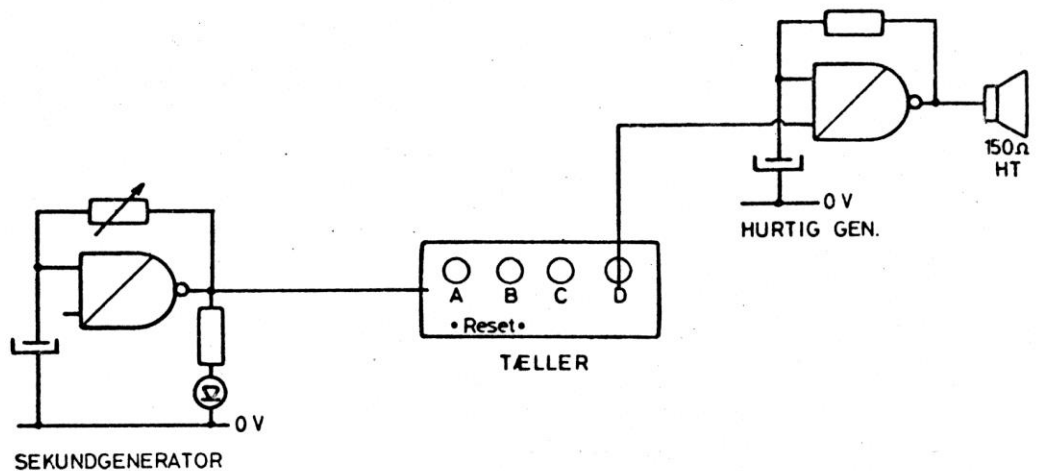 150Ω
HT
0 V
HURTIG GEN.
A B C D
• Reset •
TÆLLER
0 V
SEKUNDGENERATOR